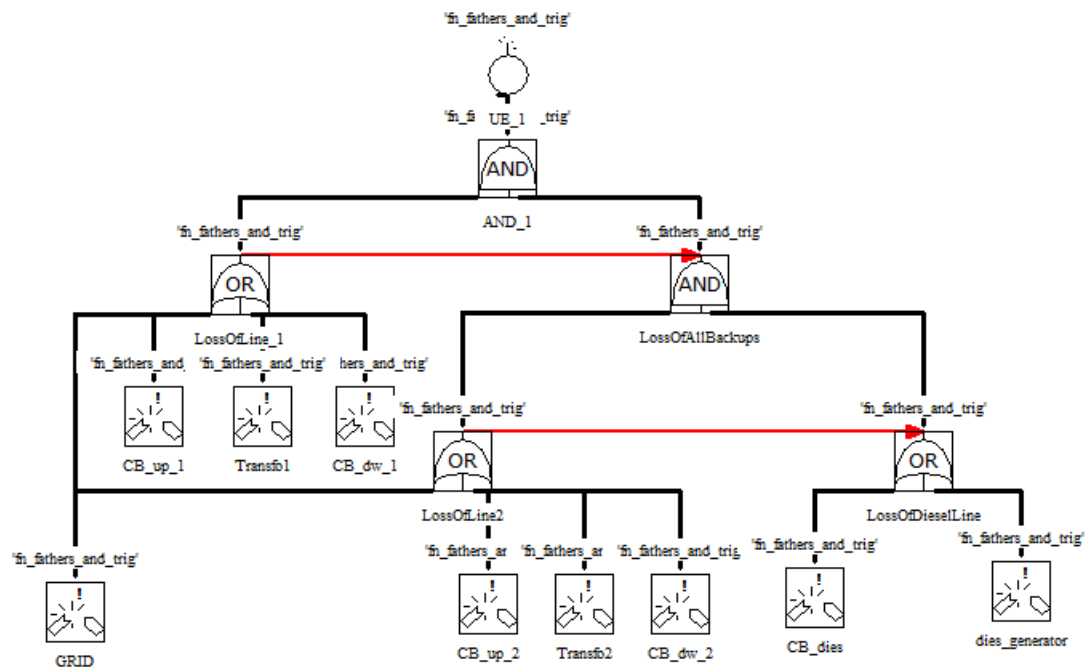 'fn_fathers_and_trig'
'fn_fa UE_1 _trig'
AND
AND_1
'fn_fathers_and_trig'
'fn_fathers_and_trig'
OR
AND
LossOfLine_1
LossOfAllBackups
'fn_fathers_and_
'fn_fathers_and_trig'
hers_and_trig'
'fn_fathers_and_trig'
'fn_fathers_and_trig'
!
!
!
CB_up_1
Transfo1
CB_dw_1
OR
OR
LossOfLine2
LossOfDieselLine
'fn_fathers_and_trig'
'fn_fathers_ar
'fn_fathers_ar
'fn_fathers_and_trig
'fn_fathers_and_trig'
'fn_fathers_and_trig'
!
!
!
!
!
!
GRID
CB_up_2
Transfo2
CB_dw_2
CB_dies
dies_generator